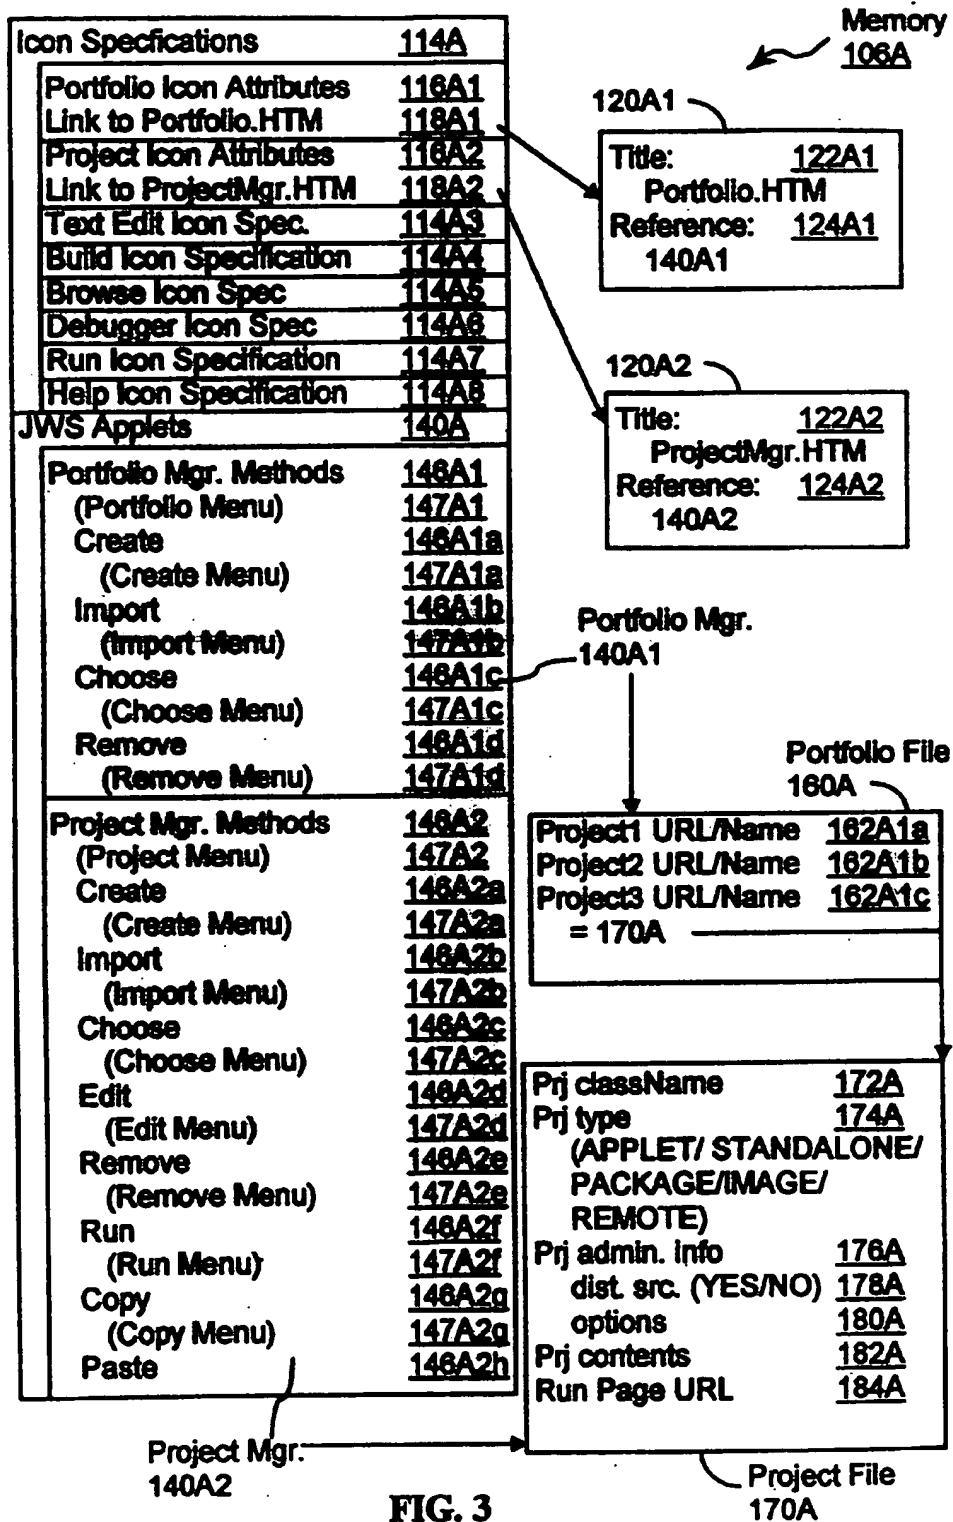 Icon Specfications 114A
Portfolio Icon Attributes 116A1
Link to Portfolio.HTM 118A1
Project Icon Attributes 116A2
Link to ProjectMgr.HTM 118A2
Text Edit Icon Spec. 114A3
Build Icon Specification 114A4
Browse Icon Spec 114A5
Debugger Icon Spec 114A6
Run Icon Specification 114A7
Help Icon Specification 114A8
JWS Applets 140A
Portfolio Mgr. Methods 146A1
(Portfolio Menu) 147A1
Create 146A1a
(Create Menu) 147A1a
Import 146A1b
(Import Menu) 147A1b
Choose 146A1c
(Choose Menu) 147A1c
Remove 146A1d
(Remove Menu) 147A1d
Project Mgr. Methods 146A2
(Project Menu) 147A2
Create 146A2a
(Create Menu) 147A2a
Import 146A2b
(Import Menu) 147A2b
Choose 146A2c
(Choose Menu) 147A2c
Edit 146A2d
(Edit Menu) 147A2d
Remove 146A2e
(Remove Menu) 147A2e
Run 146A2f
(Run Menu) 147A2f
Copy 146A2g
(Copy Menu) 147A2g
Paste 146A2h
Project Mgr.
140A2
Memory
106A
120A1
Title: 122A1
Portfolio.HTM
Reference: 124A1
140A1
120A2
Title: 122A2
ProjectMgr.HTM
Reference: 124A2
140A2
Portfolio Mgr.
140A1
Portfolio File
160A
Project1 URL/Name 162A1a
Project2 URL/Name 162A1b
Project3 URL/Name 162A1c
= 170A
Prj className 172A
Prj type 174A
(APPLET/ STANDALONE/
PACKAGE/IMAGE/
REMOTE)
Prj admin. info 176A
dist. src. (YES/NO) 178A
options 180A
Prj contents 182A
Run Page URL 184A
Project File
170A
FIG. 3